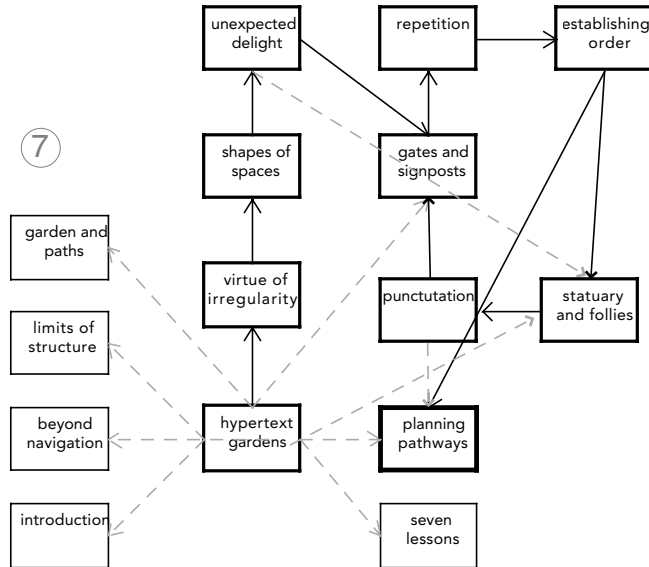 unexpected
delight
repetition
establishing
order
7
shapes of
spaces
gates and
signposts
garden and
paths
virtue of
irregularity
punctutation
statuary
and follies
limits of
structure
beyond
navigation
hypertext
gardens
planning
pathways
introduction
seven
lessons